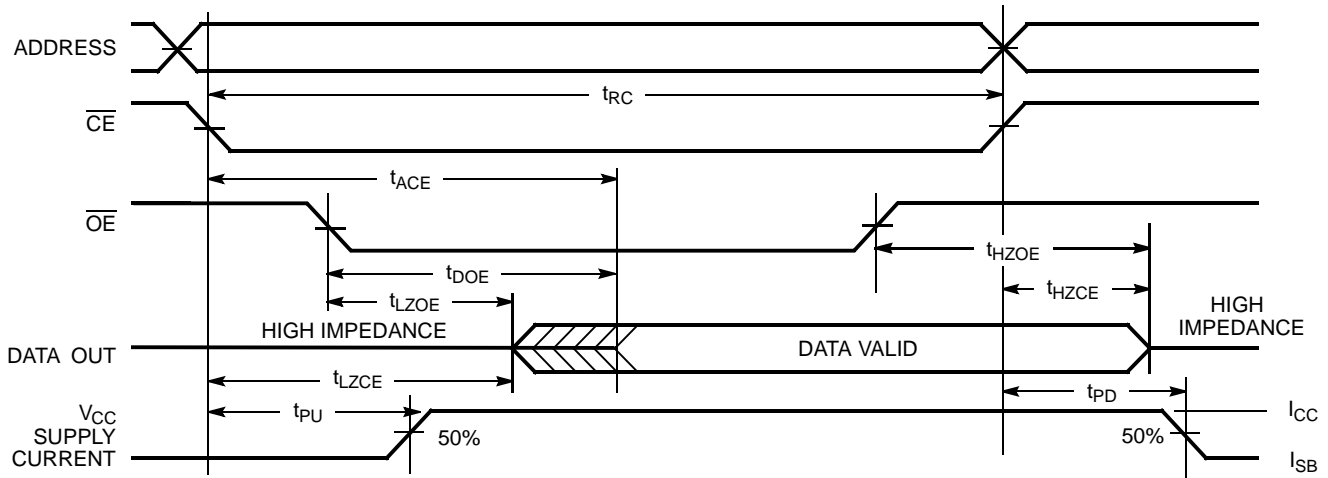 ADDRESS
tRC
CE
tACE
OE
tHZOE
tDOE
tHZCE
tLZOE
HIGH IMPEDANCE
HIGH
IMPEDANCE
DATA OUT
DATA VALID
tLZCE
tPD
tPU
VCC
SUPPLY
CURRENT
50%
50%
ICC
ISB